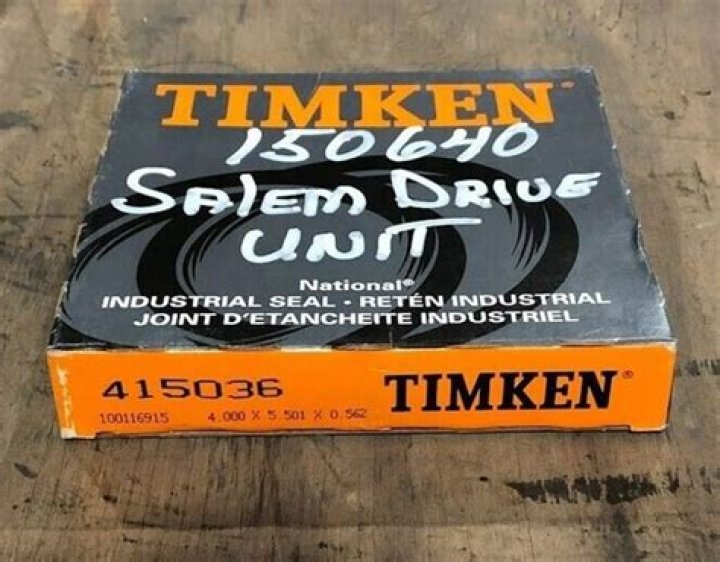 TIMKEN®
150640
SALEM DRIVE
UNIT
National®
INDUSTRIAL SEAL • RETÉN INDUSTRIAL
JOINT D'ETANCHEITE INDUSTRIEL
415036
100116915 4.000 X 5.501 X 0.562
TIMKEN®